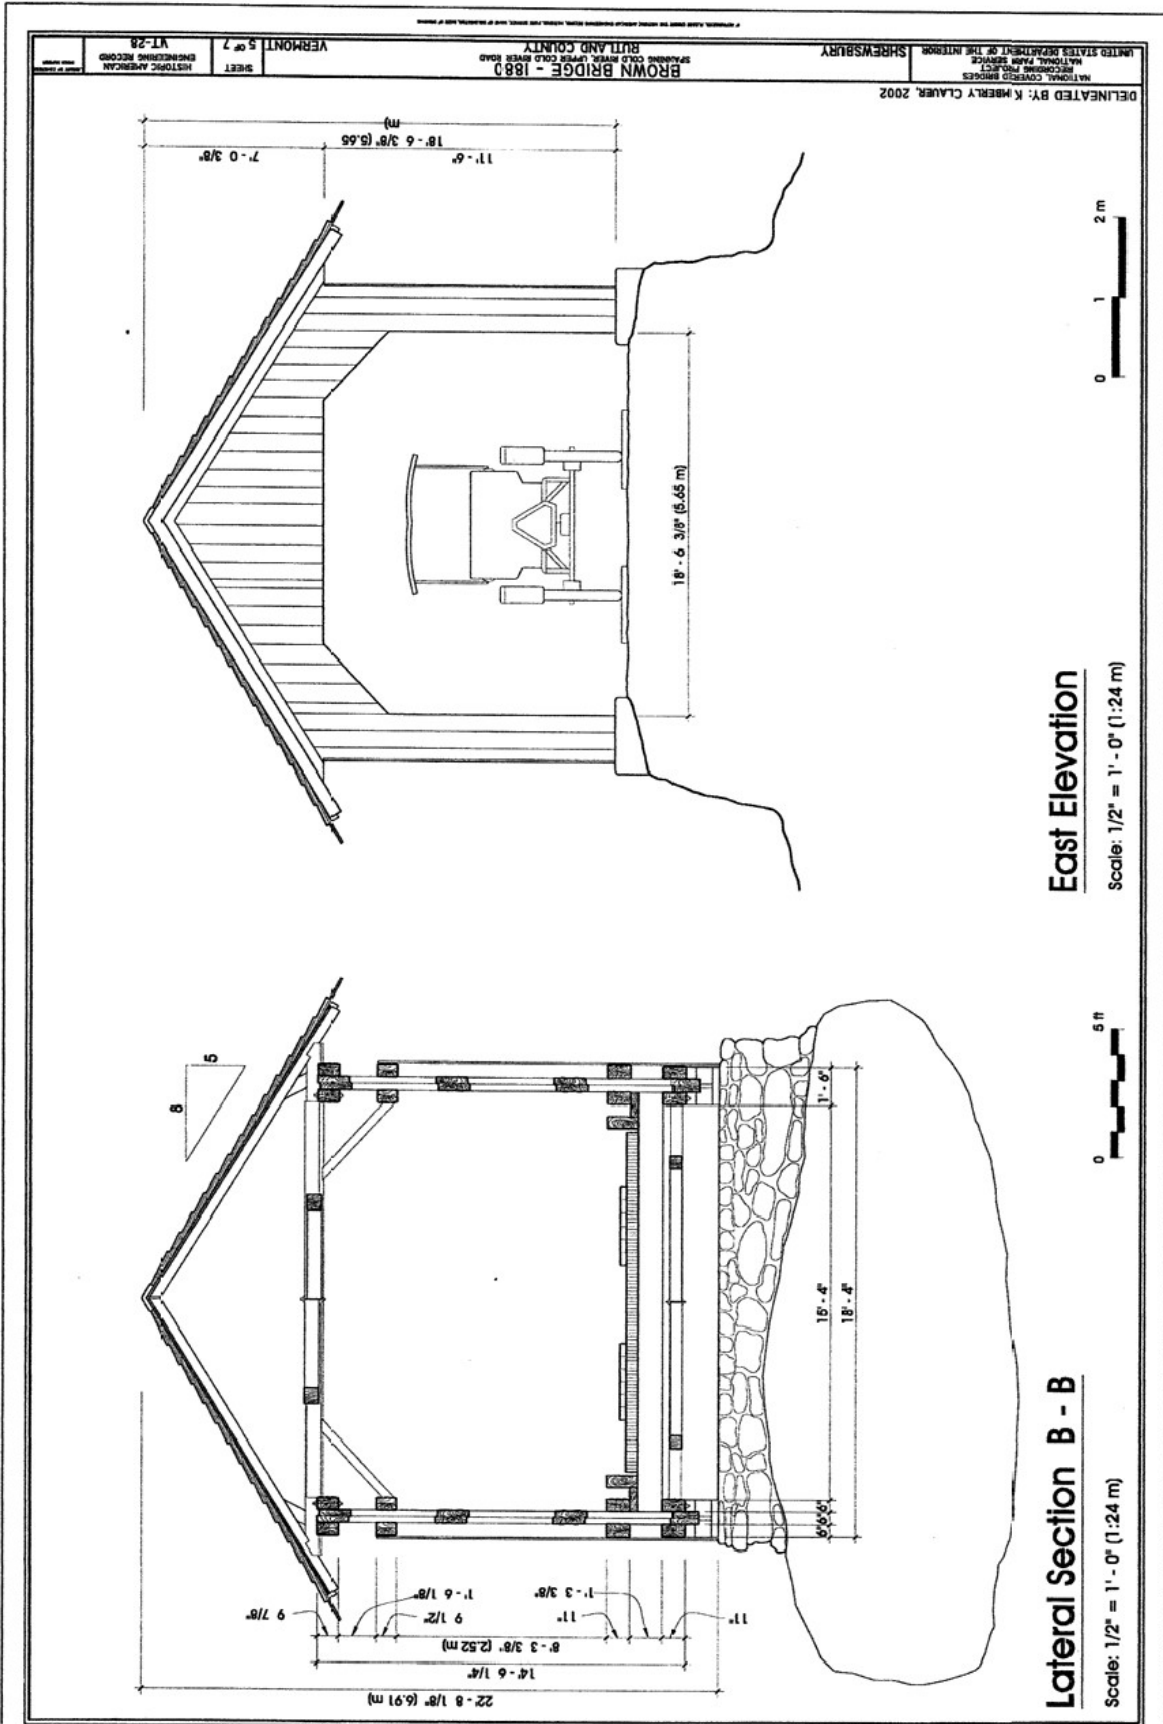 DELINEATED BY: KIMBERLY CLAUER, 2002
NATIONAL COVERED BRIDGES
RECORDING PROJECT
NATIONAL PARK SERVICE
UNITED STATES DEPARTMENT OF THE INTERIOR
SHREWSBURY
BROWN BRIDGE - 1880
SPANNING COLD RIVER, UPPER COLD RIVER ROAD
RUTLAND COUNTY
VERMONT
SHEET
5 OF 7
HISTORIC AMERICAN
ENGINEERING RECORD
VT-28
22' - 8 1/8" (6.91 m)
14' - 6 1/4"
8' - 3 3/8" (2.52 m)
9 7/8"
1' - 6 1/8"
9 1/2"
11"
1' - 3 3/8"
11"
8
5
6"
6"
6"
15' - 4"
1' - 6"
18' - 4"
Lateral Section B - B
Scale: 1/2" = 1' - 0" (1:24 m)
0
5 ft
7' - 0 3/8"
11' - 6"
18' - 6 3/8" (5.65
m)
18' - 6 3/8" (5.65 m)
East Elevation
Scale: 1/2" = 1' - 0" (1:24 m)
0
1
2 m